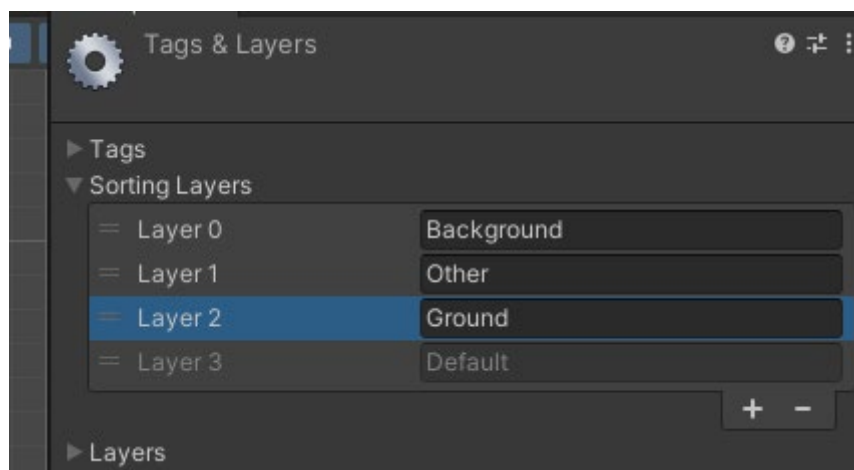 Tags & Layers
Tags
Sorting Layers
Layer 0 Background
Layer 1 Other
Layer 2 Ground
Layer 3 Default
+ −
Layers